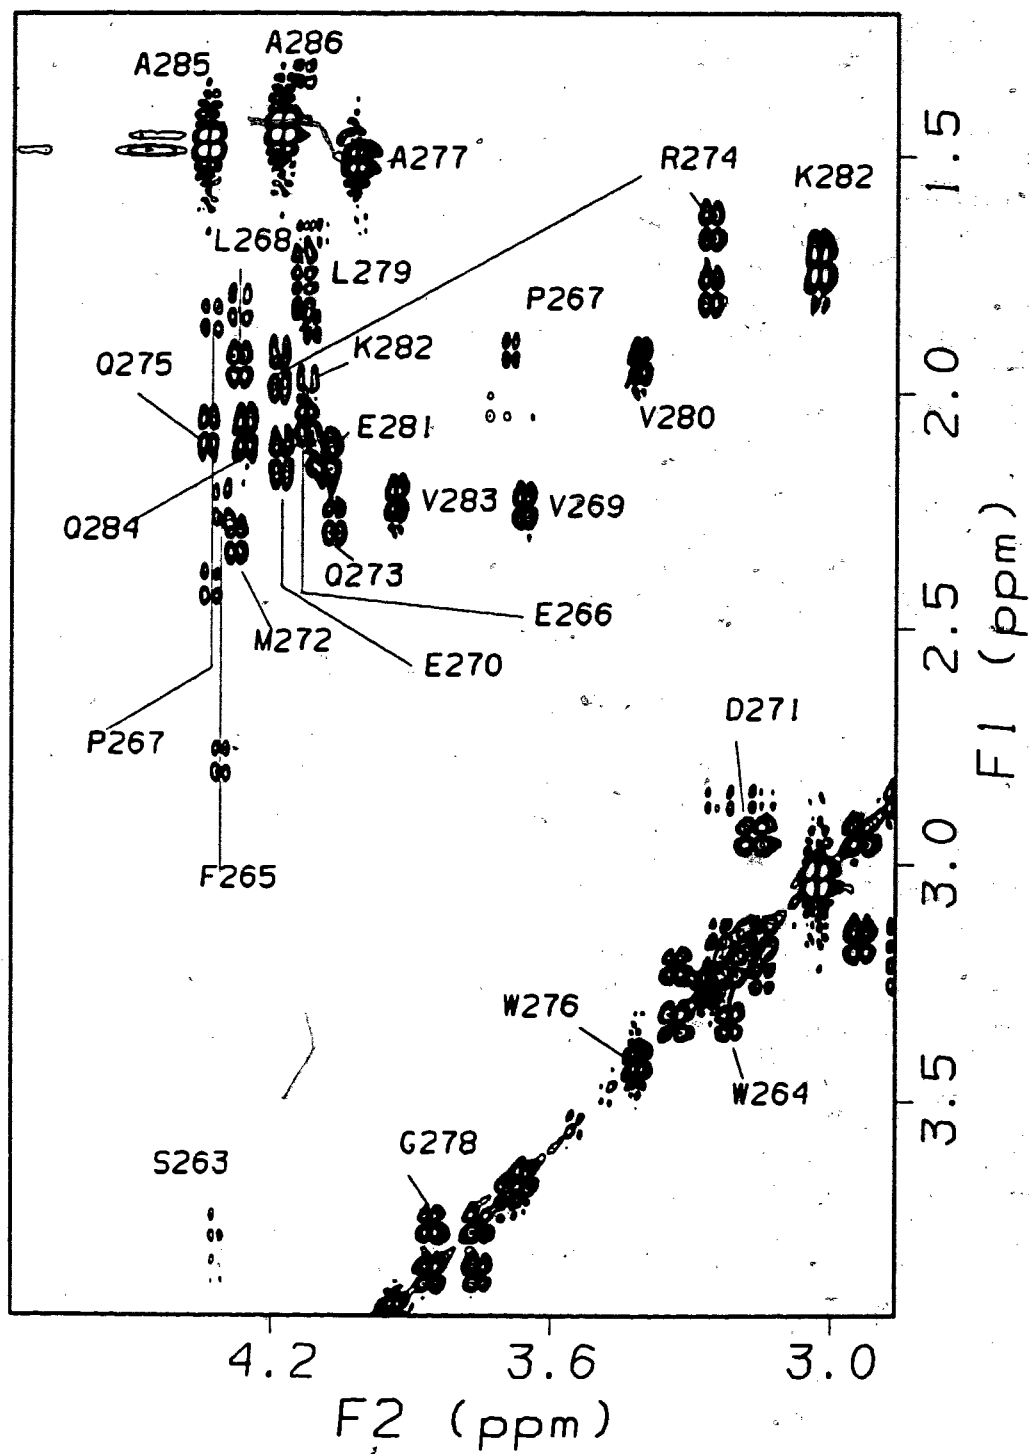 A286
A285
A277
R274
K282
1.5
L268
L279
P267
Q275
K282
2.0
V280
E281
V283
V269
Q284
Q273
E266
M272
E270
2.5
F1 (ppm)
P267
D271
F265
3.0
W276
W264
3.5
G278
S263
4.2
3.6
3.0
F2 (ppm)